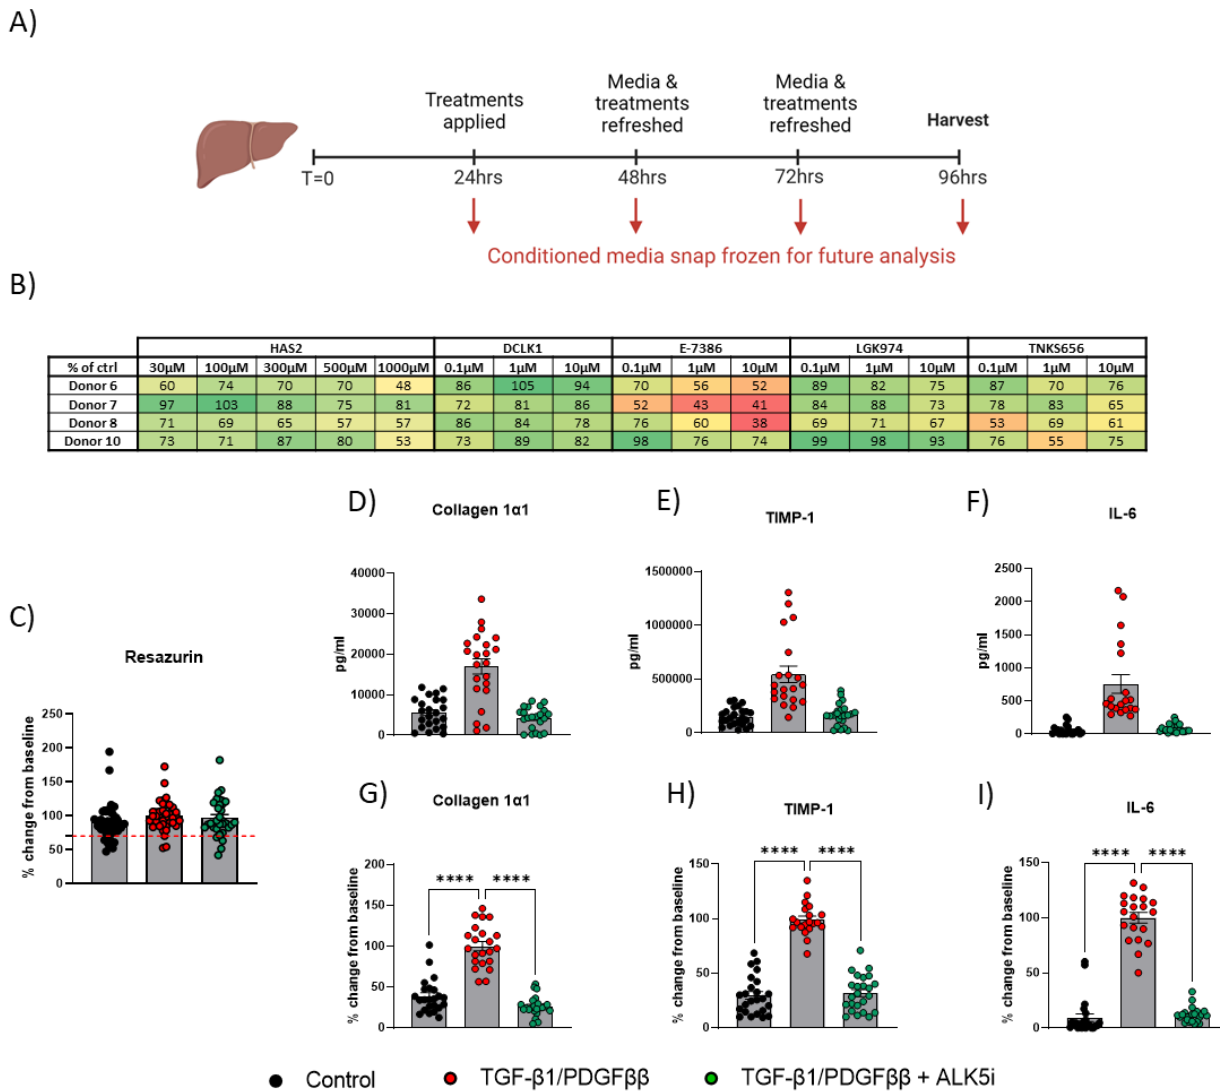 A)
Treatments
applied
Media &
treatments
refreshed
Media &
treatments
refreshed
Harvest
T=0
24hrs
48hrs
72hrs
96hrs
Conditioned media snap frozen for future analysis
B)
HAS2 DCLK1 E-7386 LGK974 TNKS656
% of ctrl 30µM 100µM 300µM 500µM 1000µM 0.1µM 1µM 10µM 0.1µM 1µM 10µM 0.1µM 1µM 10µM 0.1µM 1µM 10µM
Donor 6 60 74 70 70 48 86 105 94 70 56 52 89 82 75 87 70 76
Donor 7 97 103 88 75 81 72 81 86 52 43 41 84 88 73 78 83 65
Donor 8 71 69 65 57 57 86 84 78 76 60 38 69 71 67 53 69 61
Donor 10 73 71 87 80 53 73 89 82 98 76 74 99 98 93 76 55 75
C)
Resazurin
% change from baseline
250
200
150
100
50
0
D)
Collagen 1α1
pg/ml
40000
30000
20000
10000
0
E)
TIMP-1
pg/ml
1500000
1000000
500000
0
F)
IL-6
pg/ml
2500
2000
1500
1000
500
0
G)
Collagen 1α1
% change from baseline
200
150
100
50
0
**** ****
H)
TIMP-1
% change from baseline
150
100
50
0
**** ****
I)
IL-6
% change from baseline
150
100
50
0
**** ****
Control
TGF-β1/PDGFββ
TGF-β1/PDGFββ + ALK5i